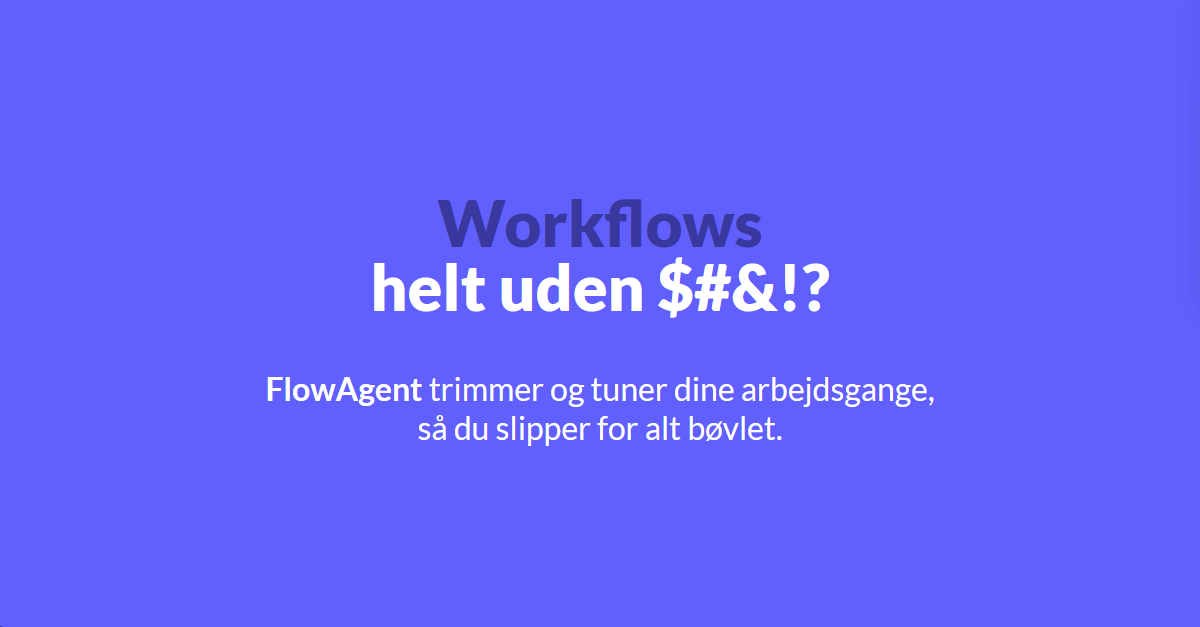 Workflows
helt uden $#&!?
FlowAgent trimmer og tuner dine arbejdsgange,
så du slipper for alt bøvlet.